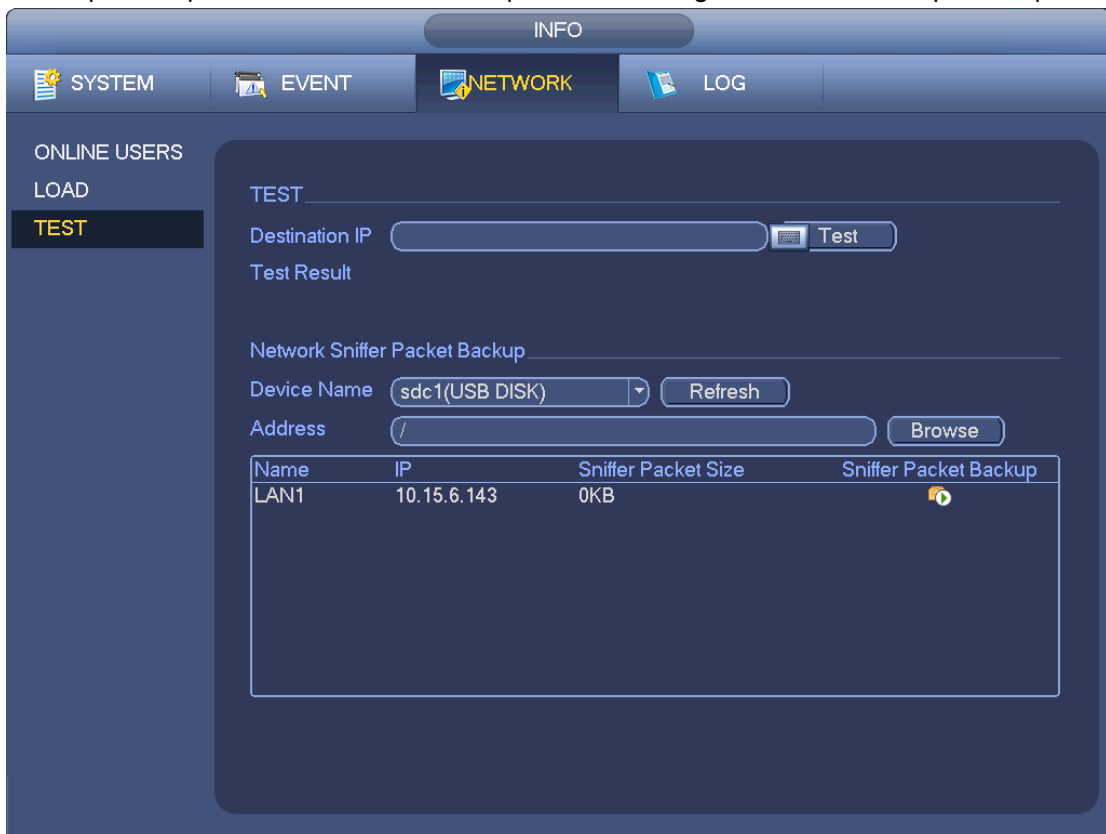 INFO
SYSTEM EVENT NETWORK LOG
ONLINE USERS
LOAD
TEST
TEST
Destination IP Test
Test Result
Network Sniffer Packet Backup
Device Name sdc1(USB DISK) Refresh
Address / Browse
Name IP Sniffer Packet Size Sniffer Packet Backup
LAN1 10.15.6.143 0KB